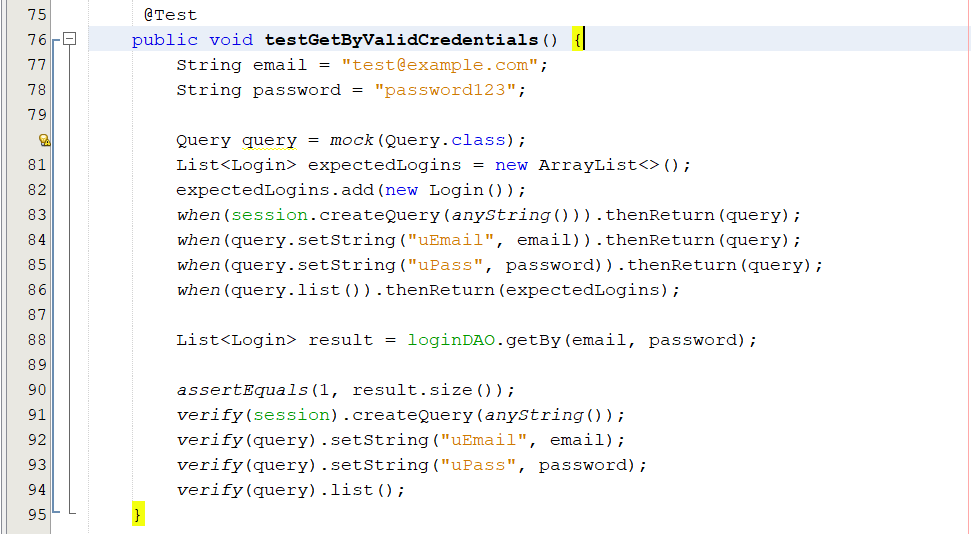 75 @Test
76 public void testGetByValidCredentials() {
77 String email = "test@example.com";
78 String password = "password123";
79
Query query = mock(Query.class);
81 List<Login> expectedLogins = new ArrayList<>();
82 expectedLogins.add(new Login());
83 when(session.createQuery(anyString())).thenReturn(query);
84 when(query.setString("uEmail", email)).thenReturn(query);
85 when(query.setString("uPass", password)).thenReturn(query);
86 when(query.list()).thenReturn(expectedLogins);
87
88 List<Login> result = loginDAO.getBy(email, password);
89
90 assertEquals(1, result.size());
91 verify(session).createQuery(anyString());
92 verify(query).setString("uEmail", email);
93 verify(query).setString("uPass", password);
94 verify(query).list();
95 }